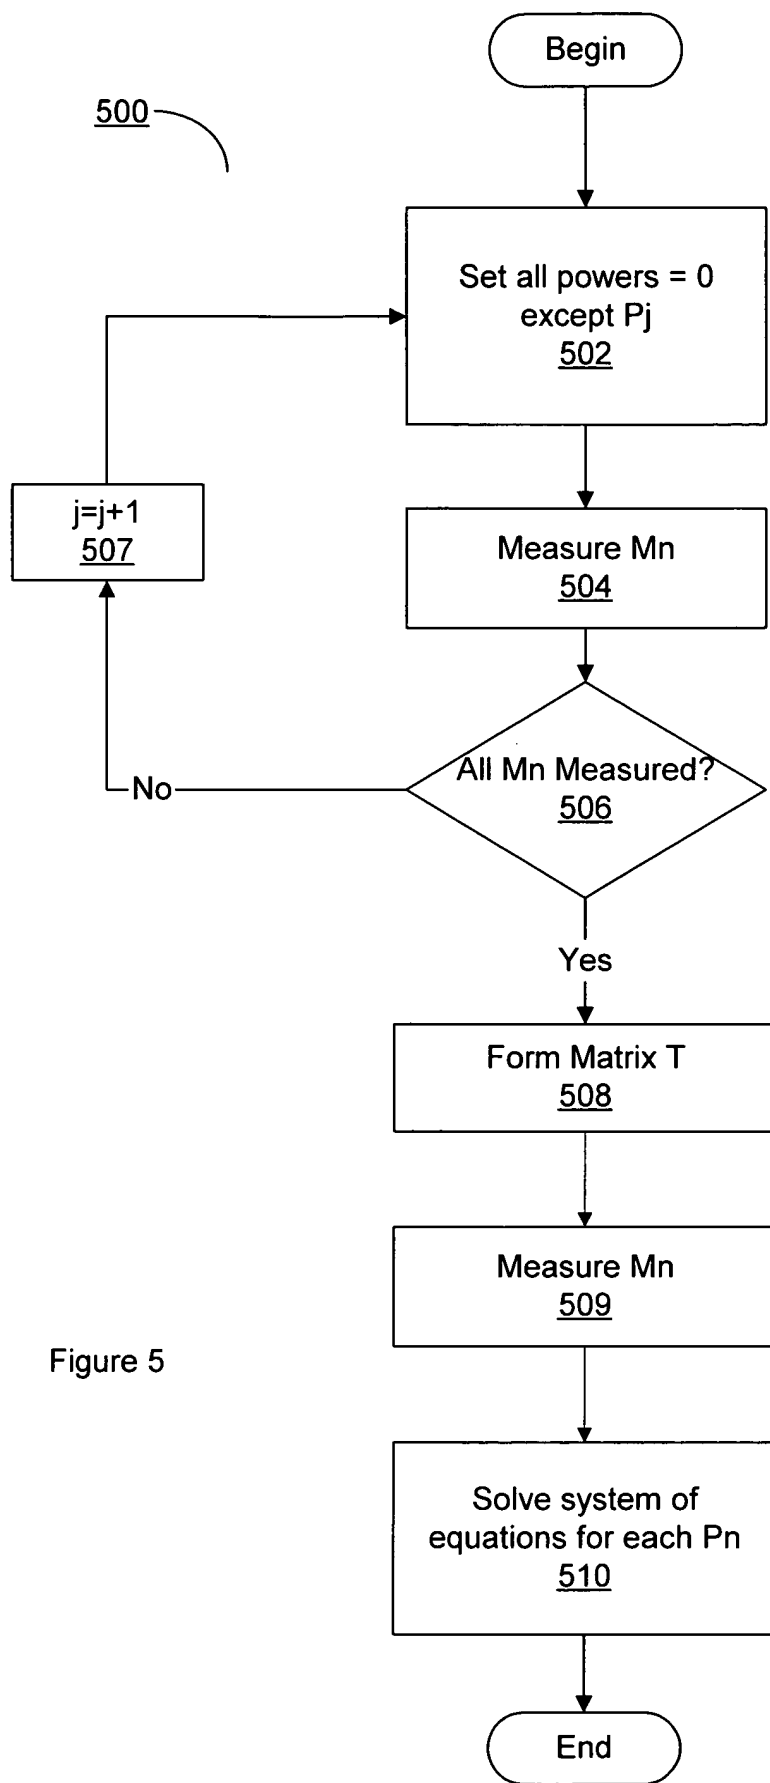 Begin
500
Set all powers = 0
except Pj
502
j=j+1
507
Measure Mn
504
All Mn Measured?
506
No
Yes
Form Matrix T
508
Measure Mn
509
Figure 5
Solve system of
equations for each Pn
510
End